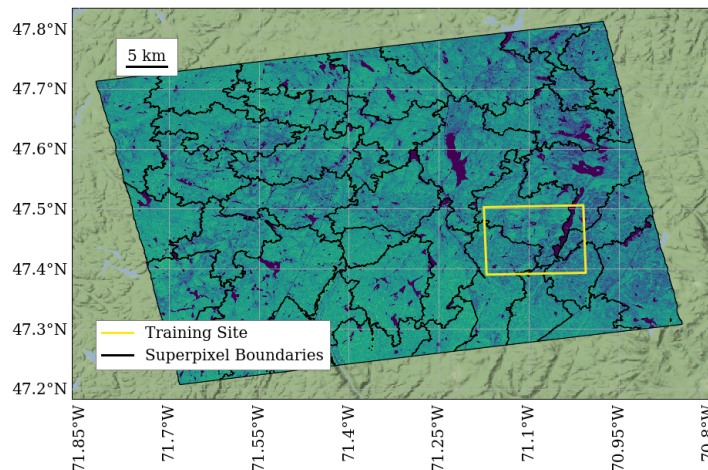 47.8°N
5 km
47.7°N
47.6°N
47.5°N
47.4°N
47.3°N
Training Site
Superpixel Boundaries
47.2°N
71.85°W
71.7°W
71.55°W
71.4°W
71.25°W
71.1°W
70.95°W
70.8°W